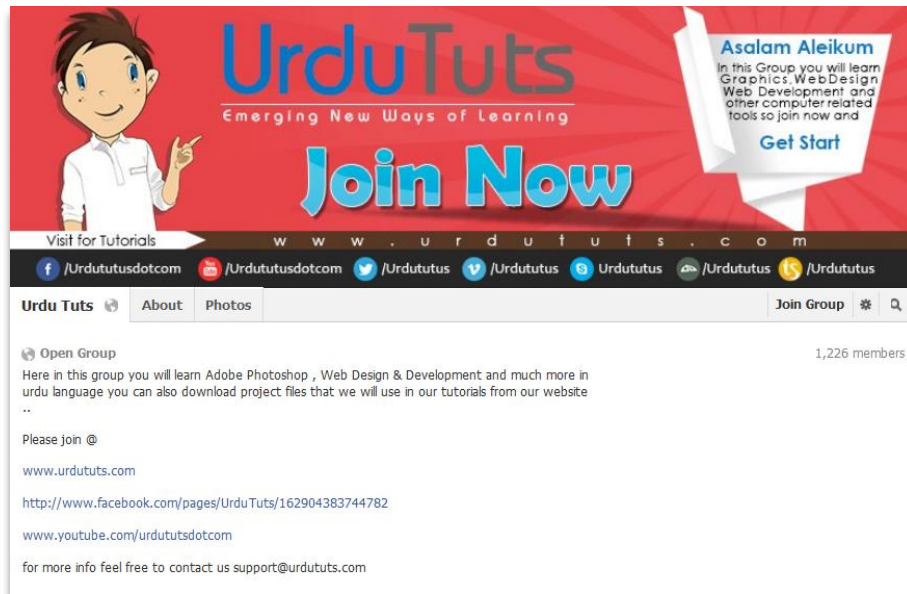 UrduTuts
Emerging New Ways of Learning
Join Now
Asalam Aleikum
In this Group you will learn
Graphics,WebDesign
Web Development and
other computer related
tools so join now and
Get Start
Visit for Tutorials
www.urdututs.com
/Urdututusdotcom /Urdututusdotcom /Urdututus /Urdututus Urdututus /Urdututus /Urdututus
Urdu Tuts About Photos Join Group
Open Group 1,226 members
Here in this group you will learn Adobe Photoshop , Web Design & Development and much more in
urdu language you can also download project files that we will use in our tutorials from our website
..
Please join @
www.urdututs.com
http://www.facebook.com/pages/UrduTuts/162904383744782
www.youtube.com/urdututsdotcom
for more info feel free to contact us support@urdututs.com